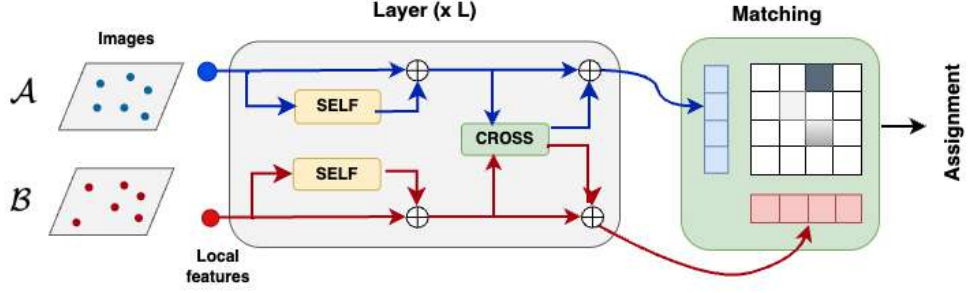 Layer (x L)
Matching
Images
A
SELF
CROSS
Assignment
B
SELF
Local
features